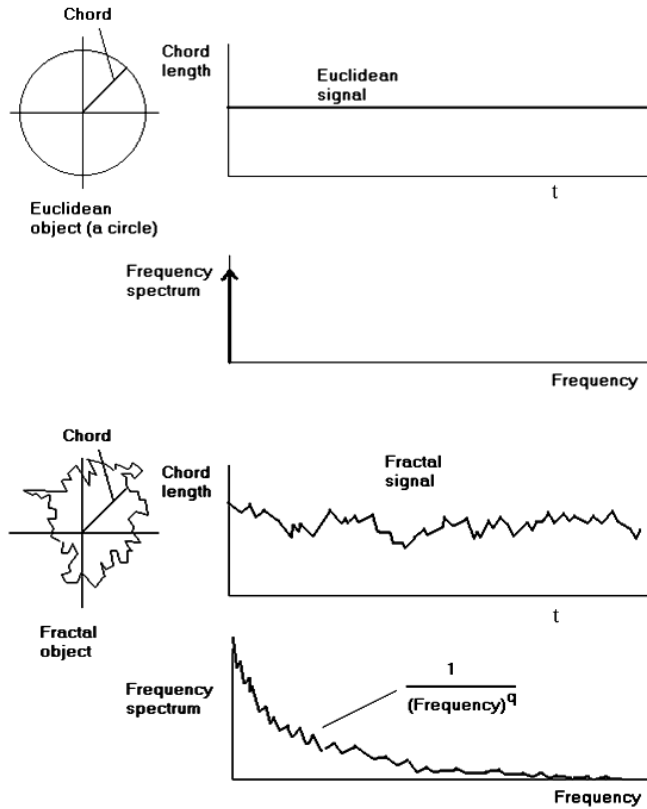 Chord
Chord
length
Euclidean
signal
t
Euclidean
object (a circle)
Frequency
spectrum
Frequency
Chord
Chord
length
Fractal
signal
t
Fractal
object
Frequency
spectrum
1
(Frequency)^q
Frequency